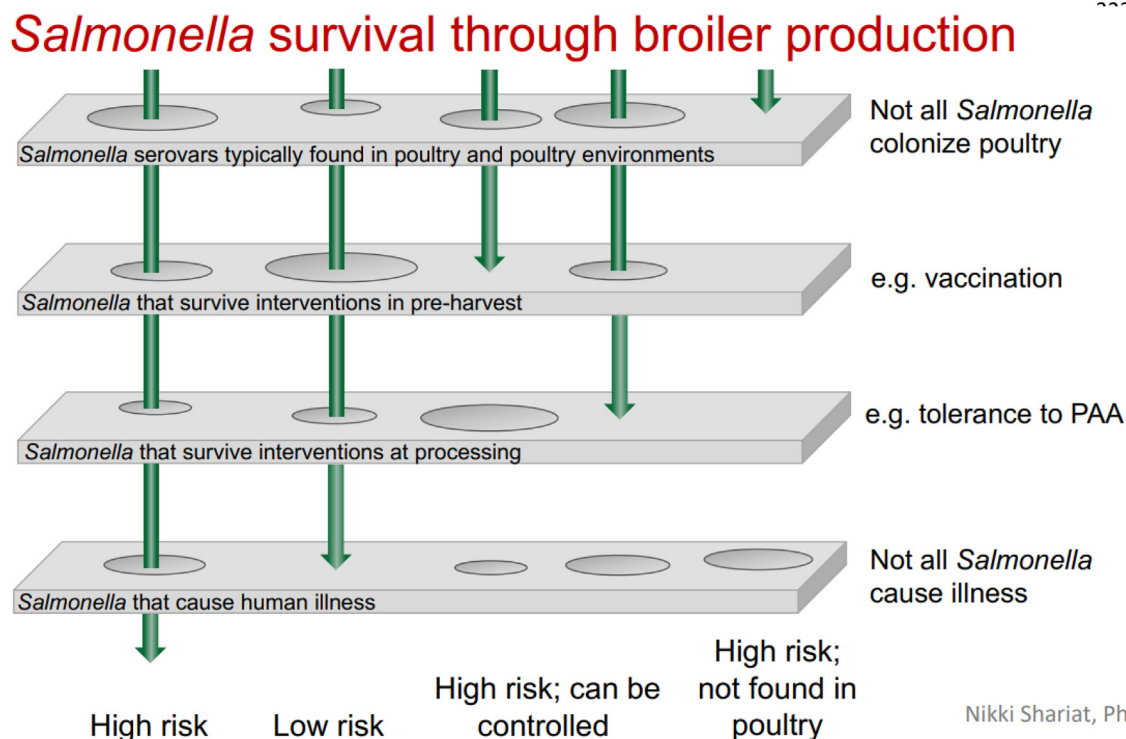 Salmonella survival through broiler production
Not all Salmonella
colonize poultry
Salmonella serovars typically found in poultry and poultry environments
e.g. vaccination
Salmonella that survive interventions in pre-harvest
e.g. tolerance to PAA
Salmonella that survive interventions at processing
Not all Salmonella
cause illness
Salmonella that cause human illness
High risk
Low risk
High risk; can be
controlled
High risk;
not found in
poultry
Nikki Shariat, Ph